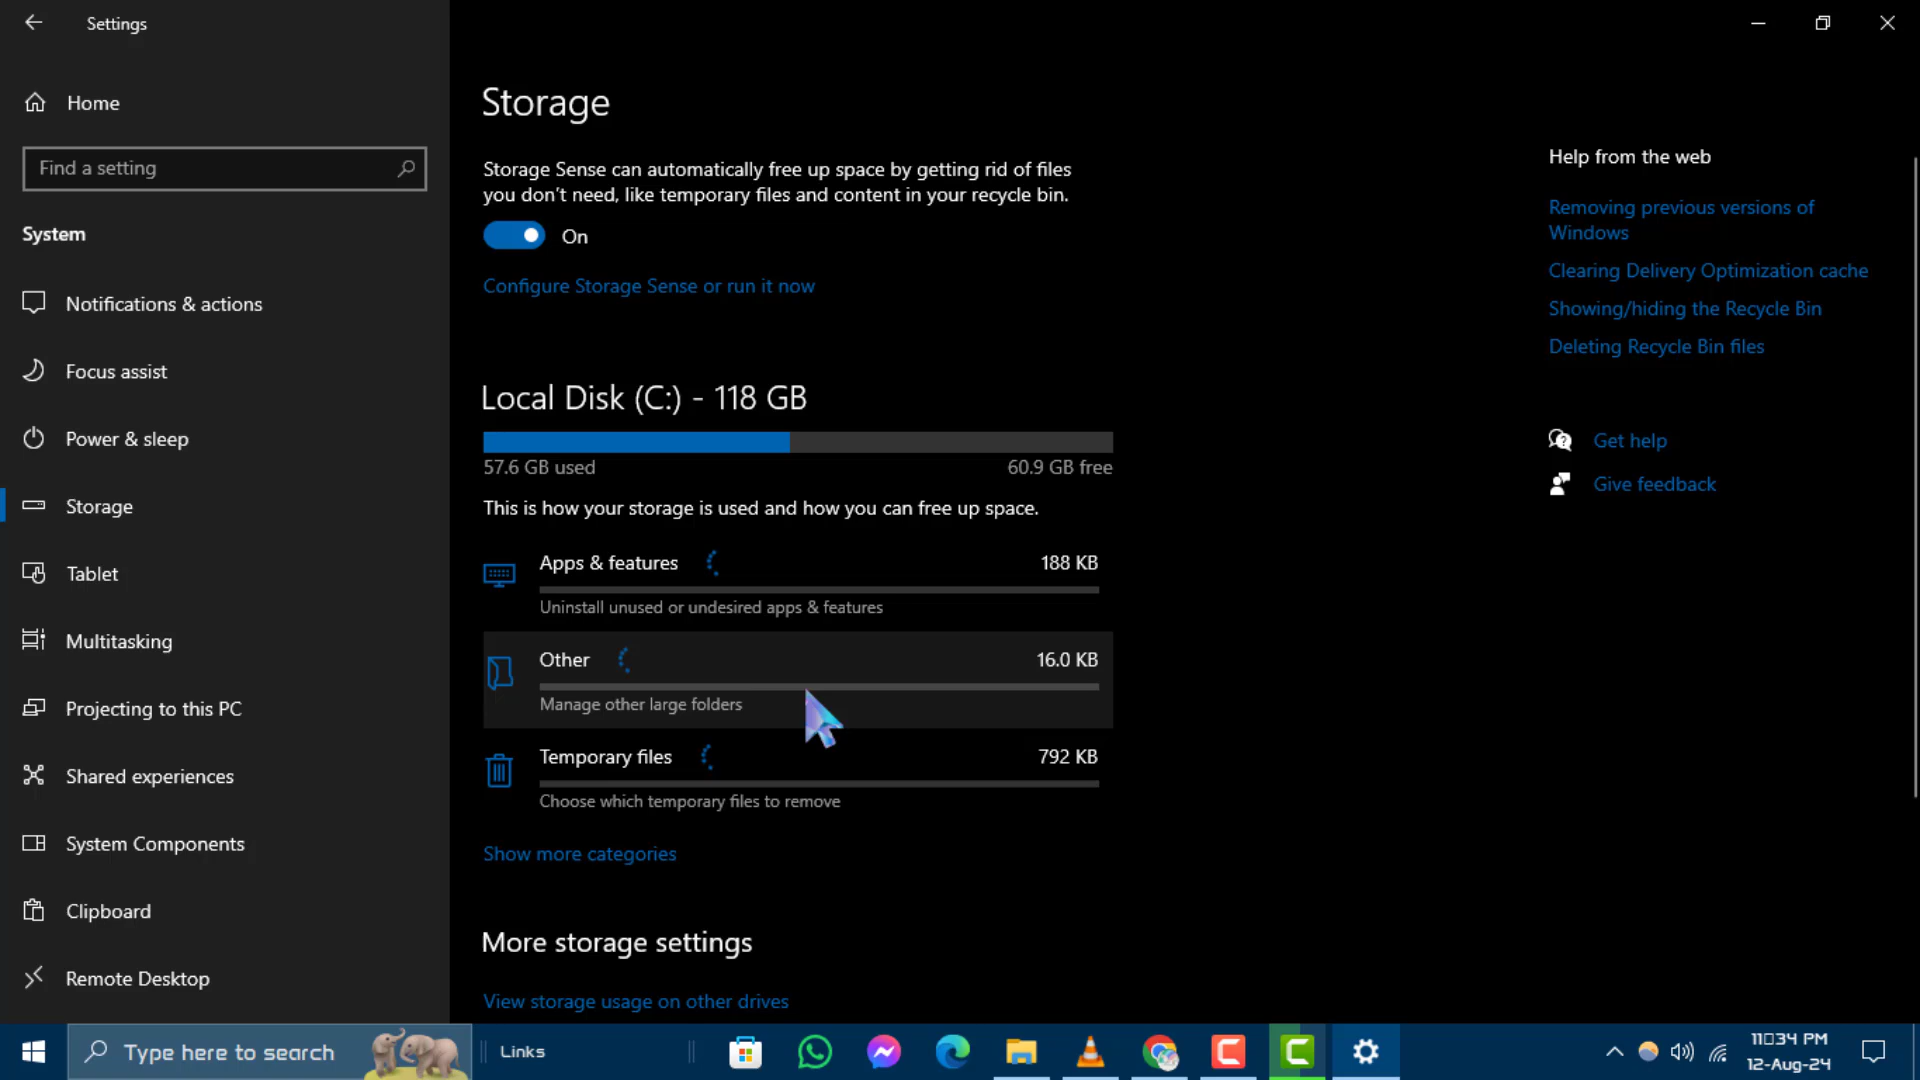 Settings
Home
Find a setting
System
Notifications & actions
Focus assist
Power & sleep
Storage
Tablet
Multitasking
Projecting to this PC
Shared experiences
System Components
Clipboard
Remote Desktop
Storage
Storage Sense can automatically free up space by getting rid of files
you don't need, like temporary files and content in your recycle bin.
On
Configure Storage Sense or run it now
Local Disk (C:) - 118 GB
57.6 GB used 60.9 GB free
This is how your storage is used and how you can free up space.
Apps & features 188 KB
Uninstall unused or undesired apps & features
Other 16.0 KB
Manage other large folders
Temporary files 792 KB
Choose which temporary files to remove
Show more categories
More storage settings
View storage usage on other drives
Help from the web
Removing previous versions of
Windows
Clearing Delivery Optimization cache
Showing/hiding the Recycle Bin
Deleting Recycle Bin files
Get help
Give feedback
Type here to search
Links
11:34 PM
12-Aug-24